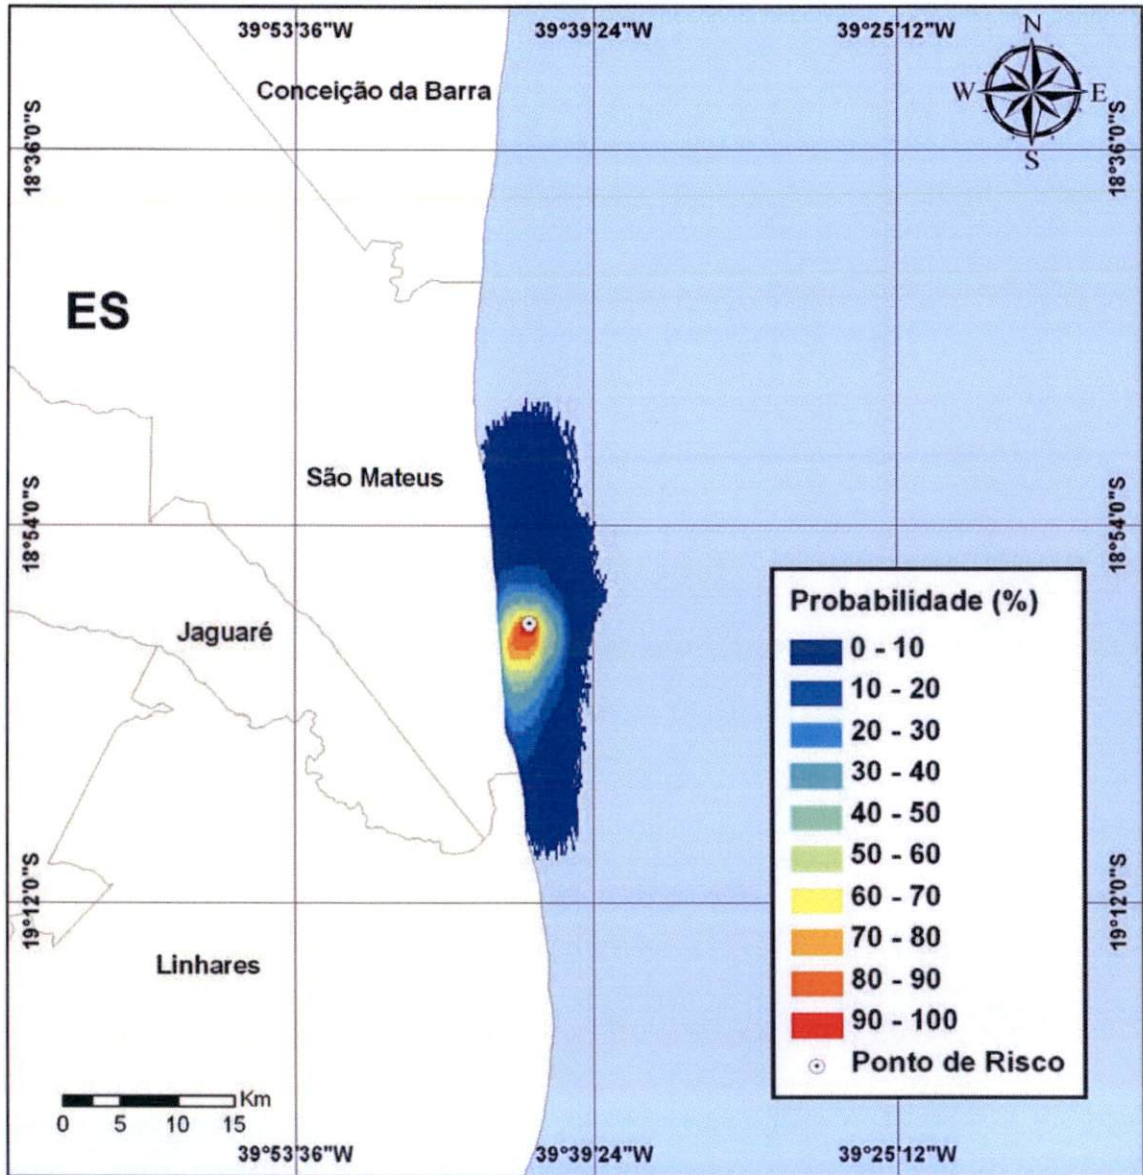 39°53'36"W
39°39'24"W
39°25'12"W
N
W
E
S
Conceição da Barra
18°36'0"S
18°36'0"S
ES
São Mateus
18°54'0"S
18°54'0"S
Jaguaré
Probabilidade (%)
0 - 10
10 - 20
20 - 30
30 - 40
40 - 50
50 - 60
60 - 70
70 - 80
80 - 90
90 - 100
Ponto de Risco
19°12'0"S
19°12'0"S
Linhares
Km
0 5 10 15
39°53'36"W
39°39'24"W
39°25'12"W